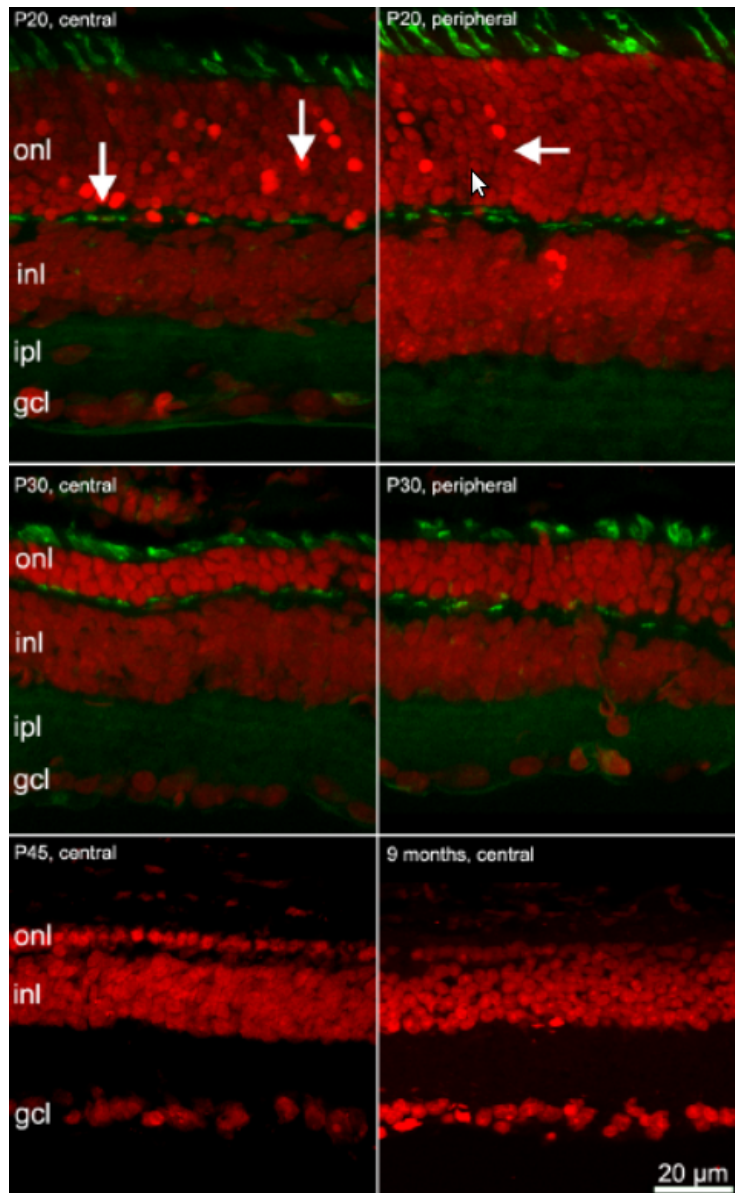 P20, central
P20, peripheral
onl
inl
ipl
gcl
P30, central
P30, peripheral
onl
inl
ipl
gcl
P45, central
9 months, central
onl
inl
gcl
20 µm